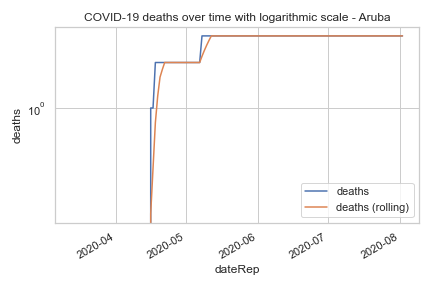 COVID-19 deaths over time with logarithmic scale - Aruba
deaths
10⁰
deaths
deaths (rolling)
2020-04
2020-05
2020-06
2020-07
2020-08
dateRep